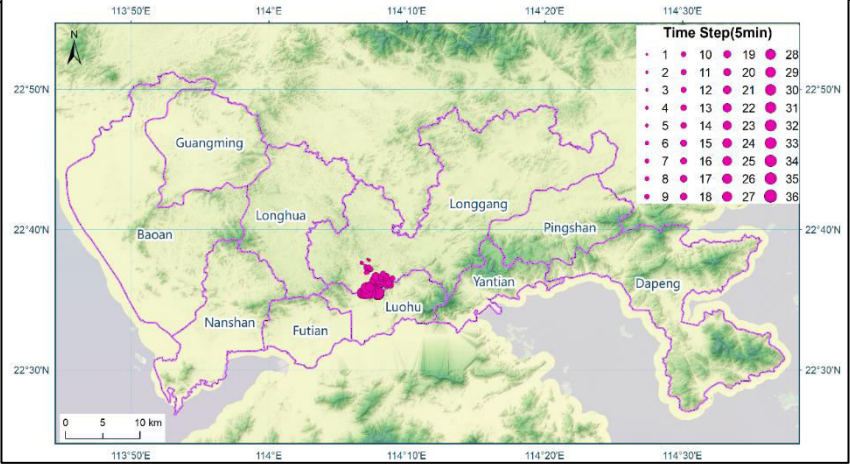 113°50'E 114°E 114°10'E 114°20'E 114°30'E
N
Time Step(5min)
1 10 19 28
2 11 20 29
3 12 21 30
4 13 22 31
5 14 23 32
6 15 24 33
7 16 25 34
8 17 26 35
9 18 27 36
22°50'N 22°50'N
Guangming
Longhua
Longgang
Baoan
Pingshan
22°40'N 22°40'N
Yantian
Dapeng
Luohu
Nanshan
Futian
22°30'N 22°30'N
0 5 10 km
113°50'E 114°E 114°10'E 114°20'E 114°30'E